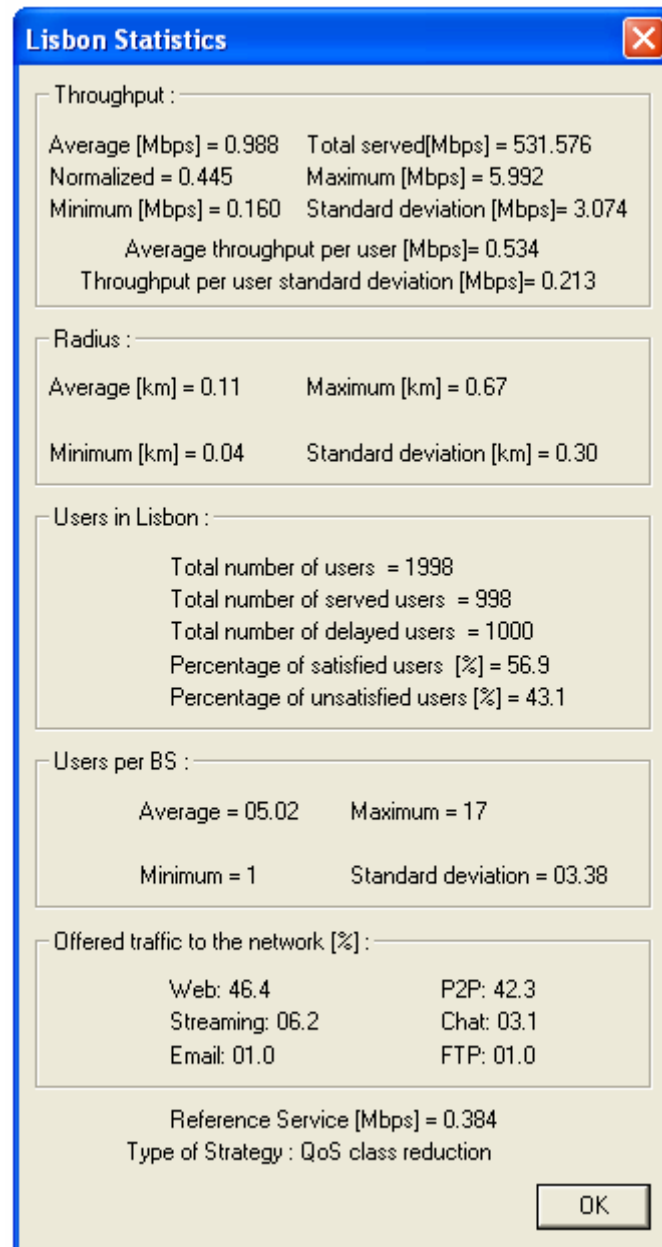 Lisbon Statistics
Throughput :
Average [Mbps] = 0.988 Total served[Mbps] = 531.576
Normalized = 0.445 Maximum [Mbps] = 5.992
Minimum [Mbps] = 0.160 Standard deviation [Mbps]= 3.074
Average throughput per user [Mbps]= 0.534
Throughput per user standard deviation [Mbps]= 0.213
Radius :
Average [km] = 0.11 Maximum [km] = 0.67
Minimum [km] = 0.04 Standard deviation [km] = 0.30
Users in Lisbon :
Total number of users = 1998
Total number of served users = 998
Total number of delayed users = 1000
Percentage of satisfied users [%] = 56.9
Percentage of unsatisfied users [%] = 43.1
Users per BS :
Average = 05.02 Maximum = 17
Minimum = 1 Standard deviation = 03.38
Offered traffic to the network [%] :
Web: 46.4 P2P: 42.3
Streaming: 06.2 Chat: 03.1
Email: 01.0 FTP: 01.0
Reference Service [Mbps] = 0.384
Type of Strategy : QoS class reduction
OK